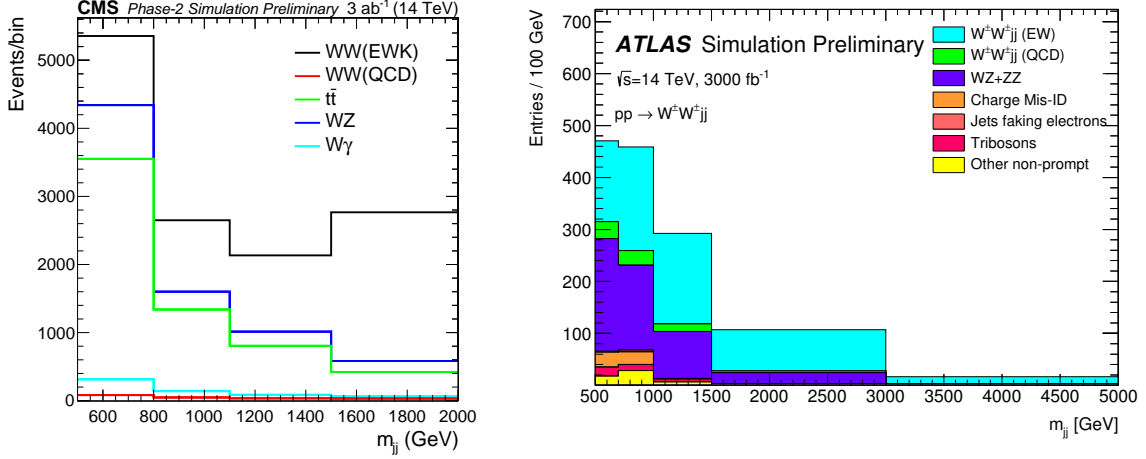 CMS Phase-2 Simulation Preliminary 3 ab⁻¹ (14 TeV)
Events/bin
5000
4000
3000
2000
1000
0
WW(EWK)
WW(QCD)
tt̄
WZ
Wγ
600 800 1000 1200 1400 1600 1800 2000
m_jj (GeV)
Entries / 100 GeV
700
600
500
400
300
200
100
ATLAS Simulation Preliminary
√s=14 TeV, 3000 fb⁻¹
pp → W±W±jj
W±W±jj (EW)
W±W±jj (QCD)
WZ+ZZ
Charge Mis-ID
Jets faking electrons
Tribosons
Other non-prompt
500 1000 1500 2000 2500 3000 3500 4000 4500 5000
m_jj [GeV]